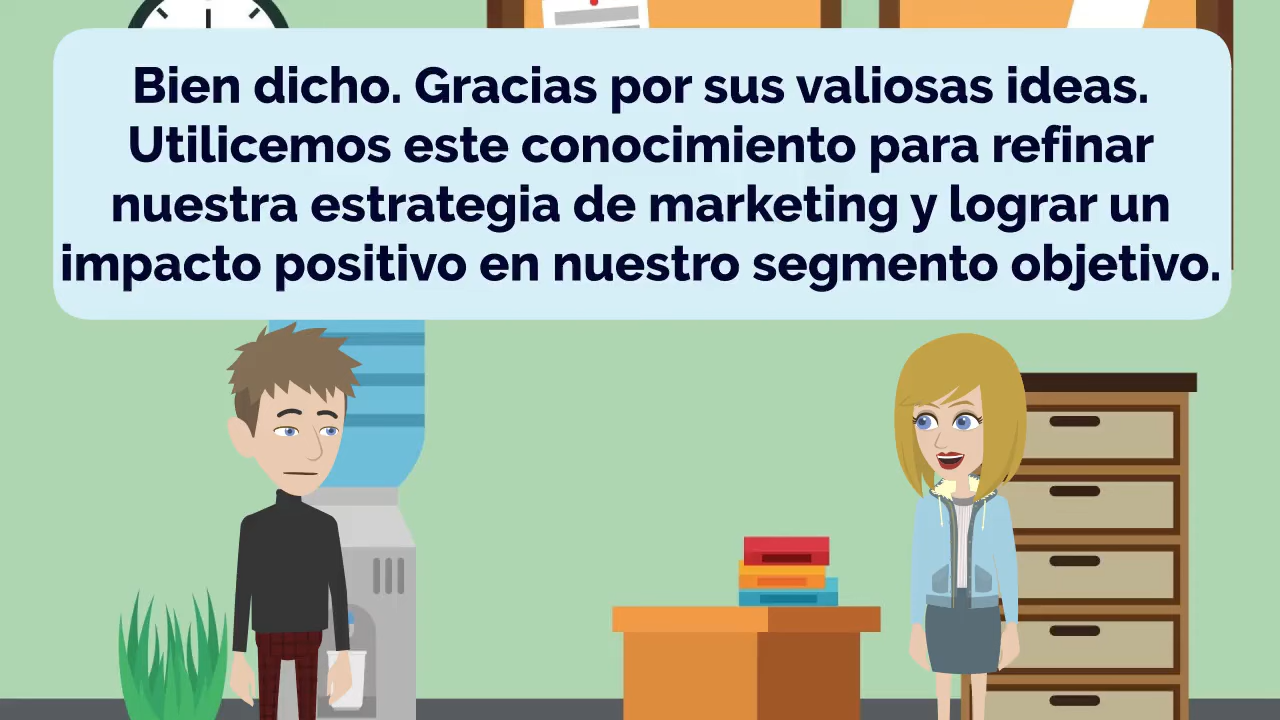 Bien dicho. Gracias por sus valiosas ideas.
Utilicemos este conocimiento para refinar
nuestra estrategia de marketing y lograr un
impacto positivo en nuestro segmento objetivo.